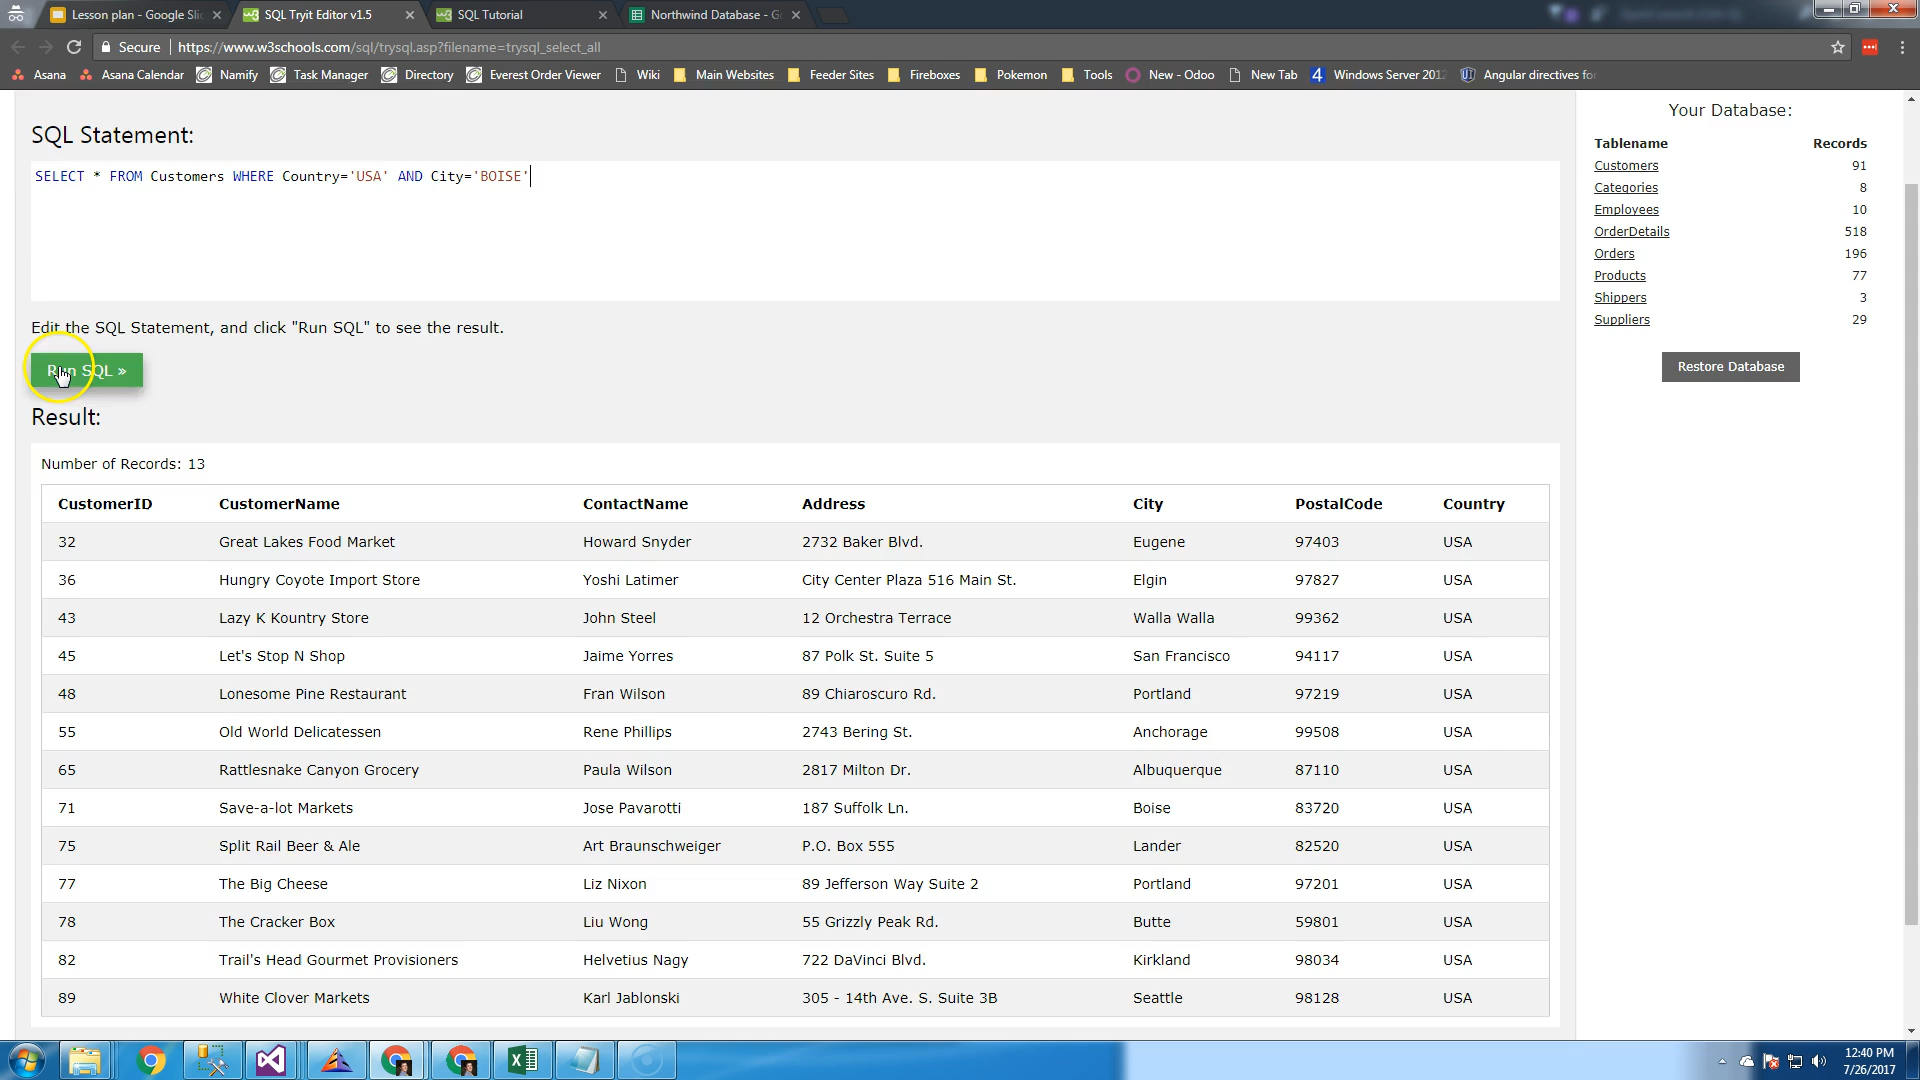 Lesson plan - Google Slic
SQL Tryit Editor v1.5
SQL Tutorial
Northwind Database - Go
Secure
https://www.w3schools.com/sql/trysql.asp?filename=trysql_select_all
Asana
Asana Calendar
Namify
Task Manager
Directory
Everest Order Viewer
Wiki
Main Websites
Feeder Sites
Fireboxes
Pokemon
Tools
New - Odoo
New Tab
4 Windows Server 2012
UI Angular directives for
SQL Statement:
SELECT * FROM Customers WHERE Country='USA' AND City='BOISE'
Edit the SQL Statement, and click "Run SQL" to see the result.
Run SQL »
Result:
Number of Records: 13
CustomerID CustomerName ContactName Address City PostalCode Country
32 Great Lakes Food Market Howard Snyder 2732 Baker Blvd. Eugene 97403 USA
36 Hungry Coyote Import Store Yoshi Latimer City Center Plaza 516 Main St. Elgin 97827 USA
43 Lazy K Kountry Store John Steel 12 Orchestra Terrace Walla Walla 99362 USA
45 Let's Stop N Shop Jaime Yorres 87 Polk St. Suite 5 San Francisco 94117 USA
48 Lonesome Pine Restaurant Fran Wilson 89 Chiaroscuro Rd. Portland 97219 USA
55 Old World Delicatessen Rene Phillips 2743 Bering St. Anchorage 99508 USA
65 Rattlesnake Canyon Grocery Paula Wilson 2817 Milton Dr. Albuquerque 87110 USA
71 Save-a-lot Markets Jose Pavarotti 187 Suffolk Ln. Boise 83720 USA
75 Split Rail Beer & Ale Art Braunschweiger P.O. Box 555 Lander 82520 USA
77 The Big Cheese Liz Nixon 89 Jefferson Way Suite 2 Portland 97201 USA
78 The Cracker Box Liu Wong 55 Grizzly Peak Rd. Butte 59801 USA
82 Trail's Head Gourmet Provisioners Helvetius Nagy 722 DaVinci Blvd. Kirkland 98034 USA
89 White Clover Markets Karl Jablonski 305 - 14th Ave. S. Suite 3B Seattle 98128 USA
Your Database:
Tablename Records
Customers 91
Categories 8
Employees 10
OrderDetails 518
Orders 196
Products 77
Shippers 3
Suppliers 29
Restore Database
12:40 PM
7/26/2017